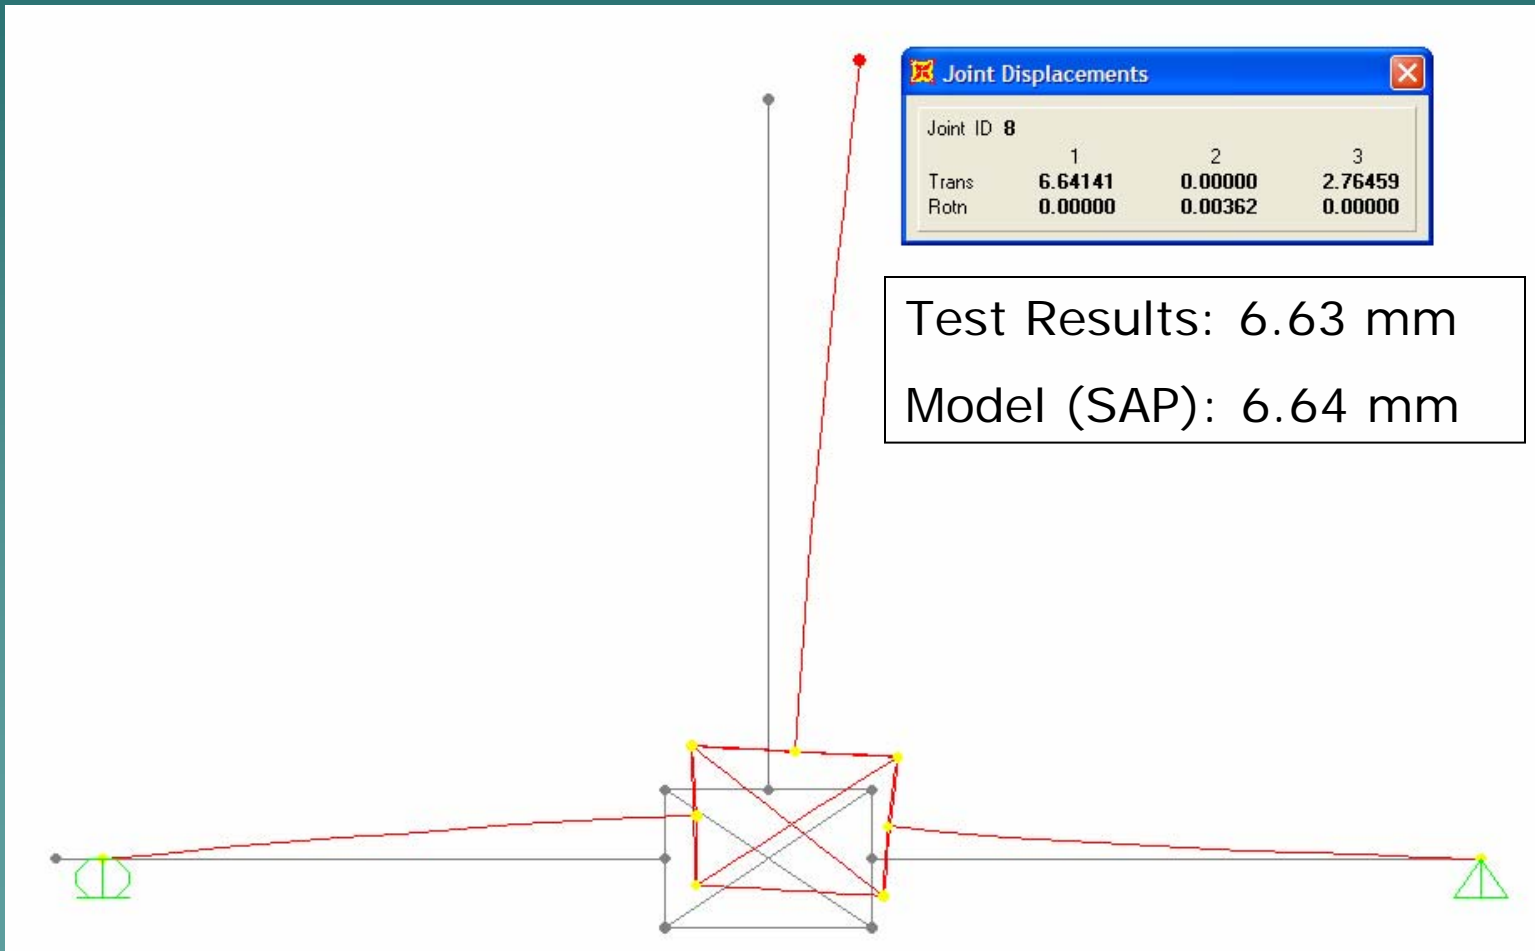 Joint Displacements
Joint ID 8
1 2 3
Trans 6.64141 0.00000 2.76459
Rotn 0.00000 0.00362 0.00000
Test Results: 6.63 mm
Model (SAP): 6.64 mm